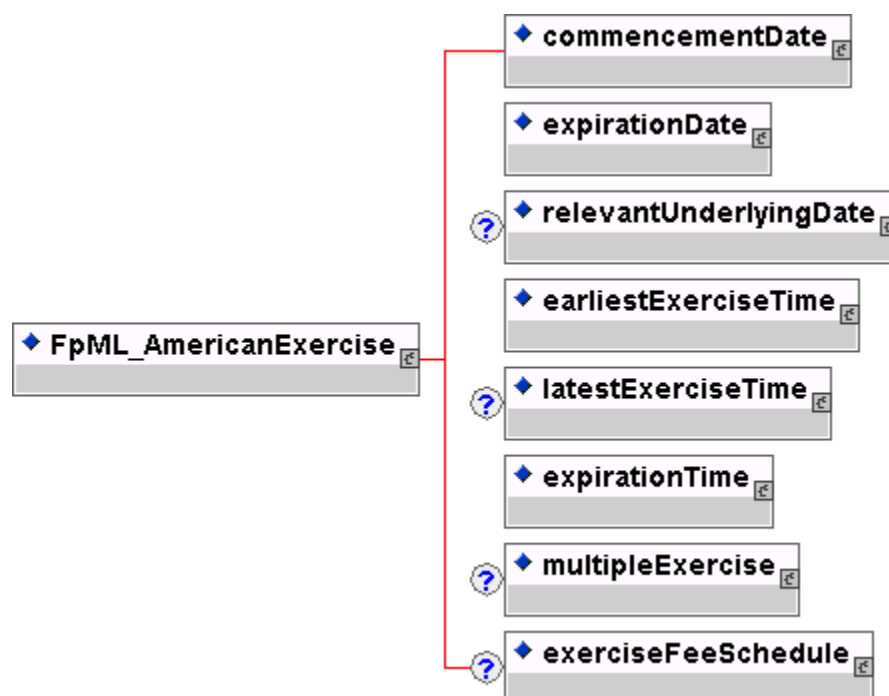 commencementDate
expirationDate
? relevantUnderlyingDate
earliestExerciseTime
FpML_AmericanExercise
? latestExerciseTime
expirationTime
? multipleExercise
? exerciseFeeSchedule